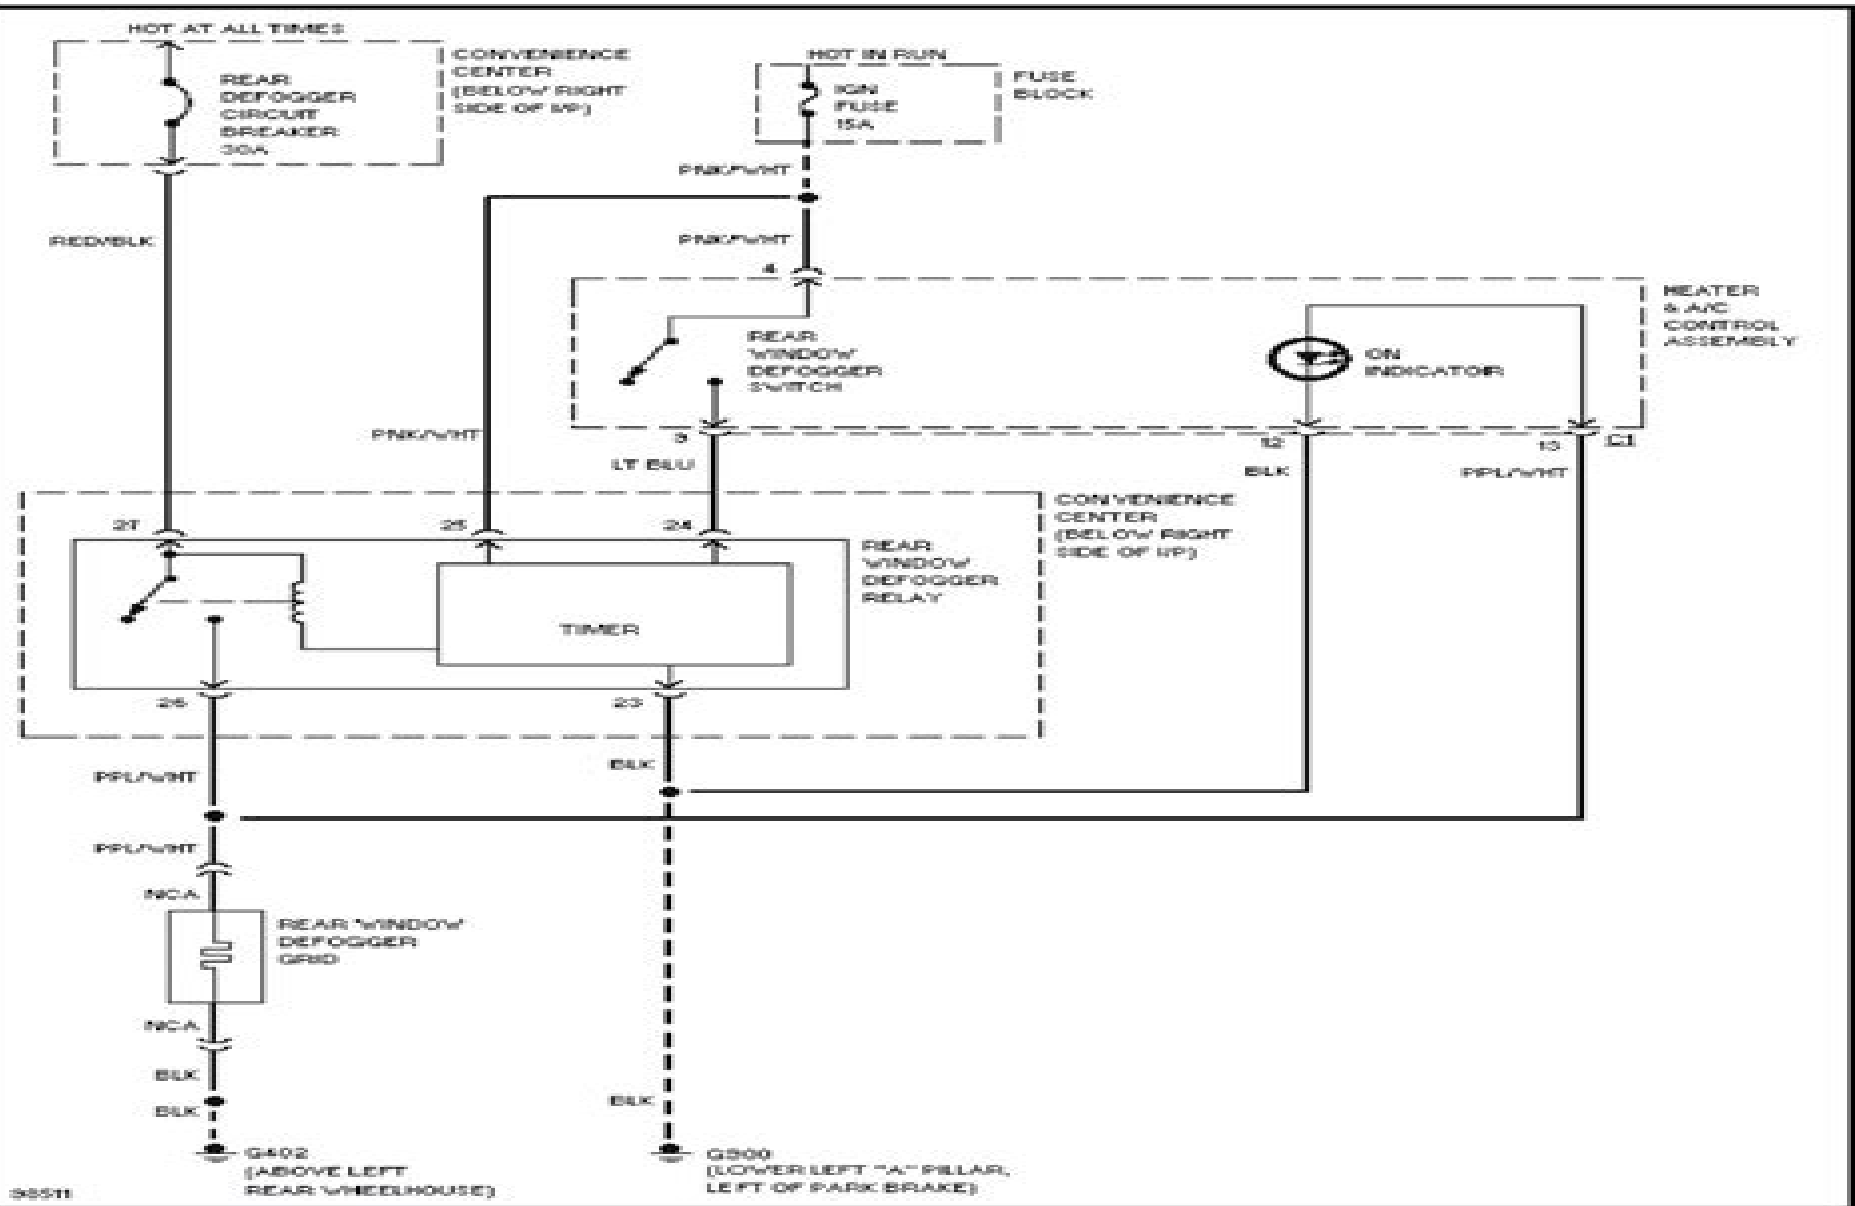 HOT AT ALL TIMES
REAR
DEFOGGER
CIRCUIT
BREAKER
30A
CONVENIENCE
CENTER
(BELOW RIGHT
SIDE OF I/P)
HOT IN RUN
IGN
FUSE
15A
FUSE
BLOCK
PNK/WHT
RED/BLK
PNK/WHT
4
HEATER
& A/C
CONTROL
ASSEMBLY
REAR
WINDOW
DEFOGGER
SWITCH
ON
INDICATOR
PNK/WHT
LT BLU
12
13
C1
BLK
PPL/WHT
27
25
24
CONVENIENCE
CENTER
(BELOW RIGHT
SIDE OF I/P)
REAR
WINDOW
DEFOGGER
RELAY
TIMER
26
23
PPL/WHT
BLK
PPL/WHT
NCA
REAR WINDOW
DEFOGGER
GRID
NCA
BLK
BLK
BLK
G402
(ABOVE LEFT
REAR WHEELHOUSE)
(LOWER LEFT "A" PILLAR,
LEFT OF PARK BRAKE)